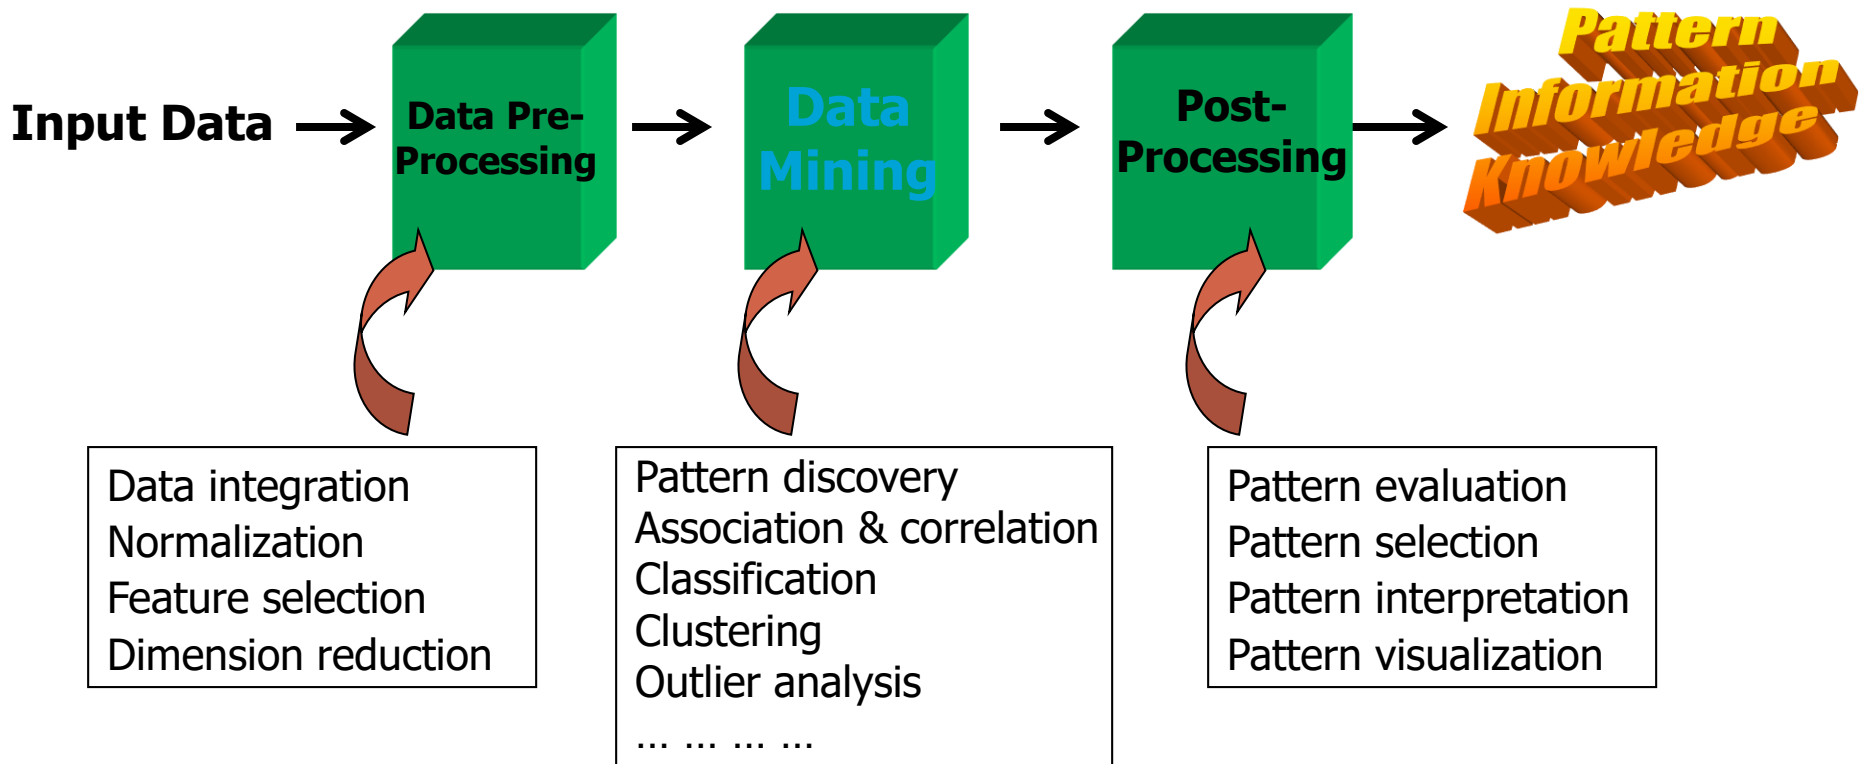 Input Data
Data Pre-
Processing
Data
Mining
Post-
Processing
Pattern
Information
Knowledge
Data integration
Normalization
Feature selection
Dimension reduction
Pattern discovery
Association & correlation
Classification
Clustering
Outlier analysis
… … … …
Pattern evaluation
Pattern selection
Pattern interpretation
Pattern visualization